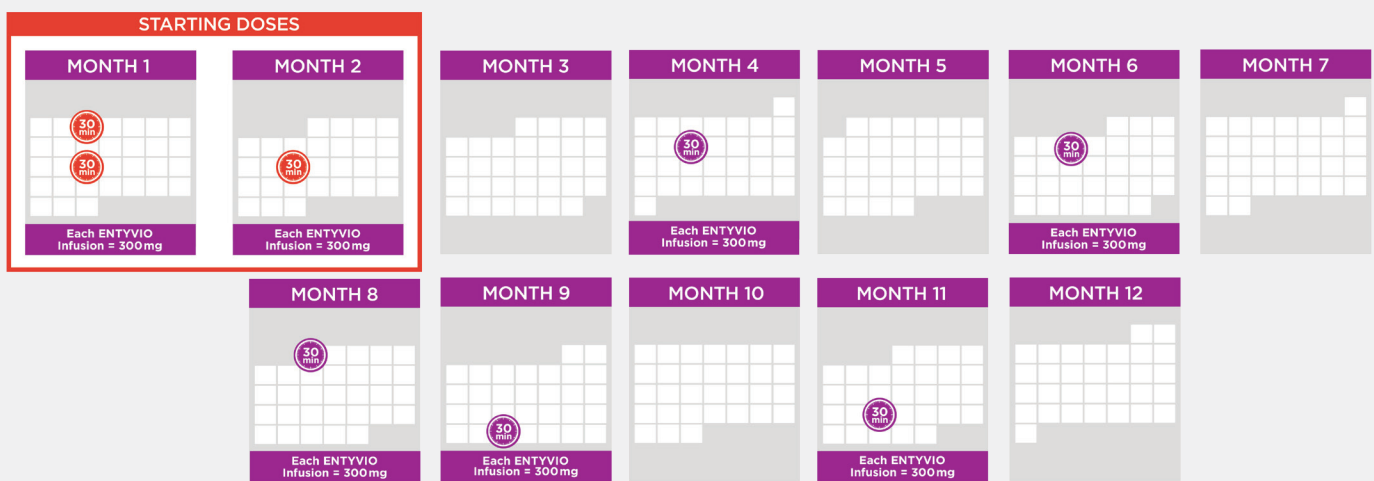 STARTING DOSES
MONTH 1
30
min
30
min
Each ENTYVIO
Infusion = 300mg
MONTH 2
30
min
Each ENTYVIO
Infusion = 300mg
MONTH 3
MONTH 4
30
min
Each ENTYVIO
Infusion = 300mg
MONTH 5
MONTH 6
30
min
Each ENTYVIO
Infusion = 300mg
MONTH 7
MONTH 8
30
min
Each ENTYVIO
Infusion = 300mg
MONTH 9
30
min
Each ENTYVIO
Infusion = 300mg
MONTH 10
MONTH 11
30
min
Each ENTYVIO
Infusion = 300mg
MONTH 12